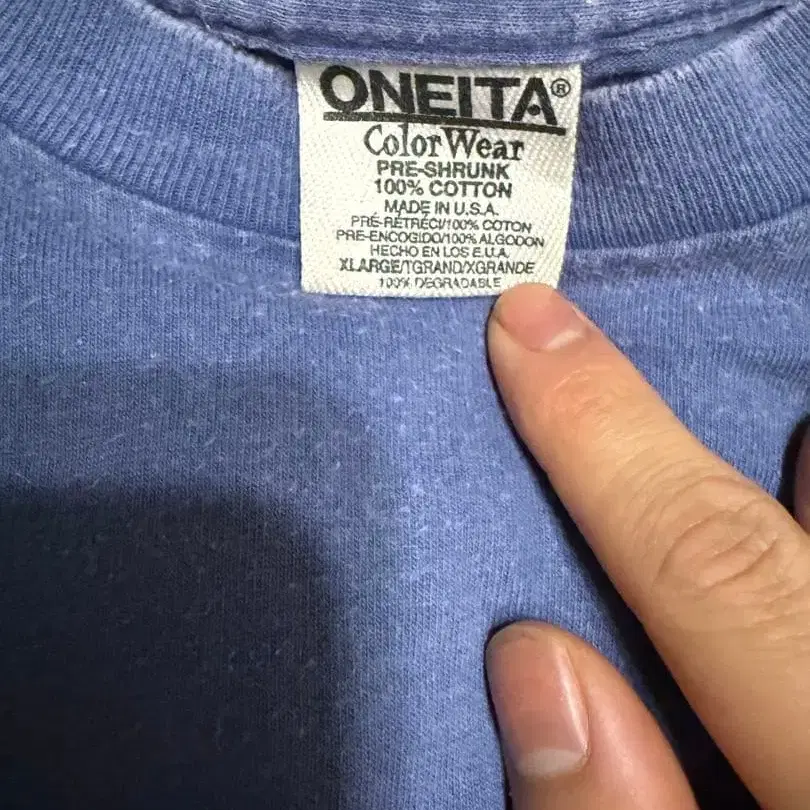 ONEITA®
Color Wear
PRE-SHRUNK
100% COTTON
MADE IN U.S.A.
PRÉ-RÉTRÉCI/100% COTON
PRE-ENCOGIDO/100% ALGODON
HECHO EN LOS E.U.A.
XLARGE/TGRAND/XGRANDE
100% DEGRADABLE